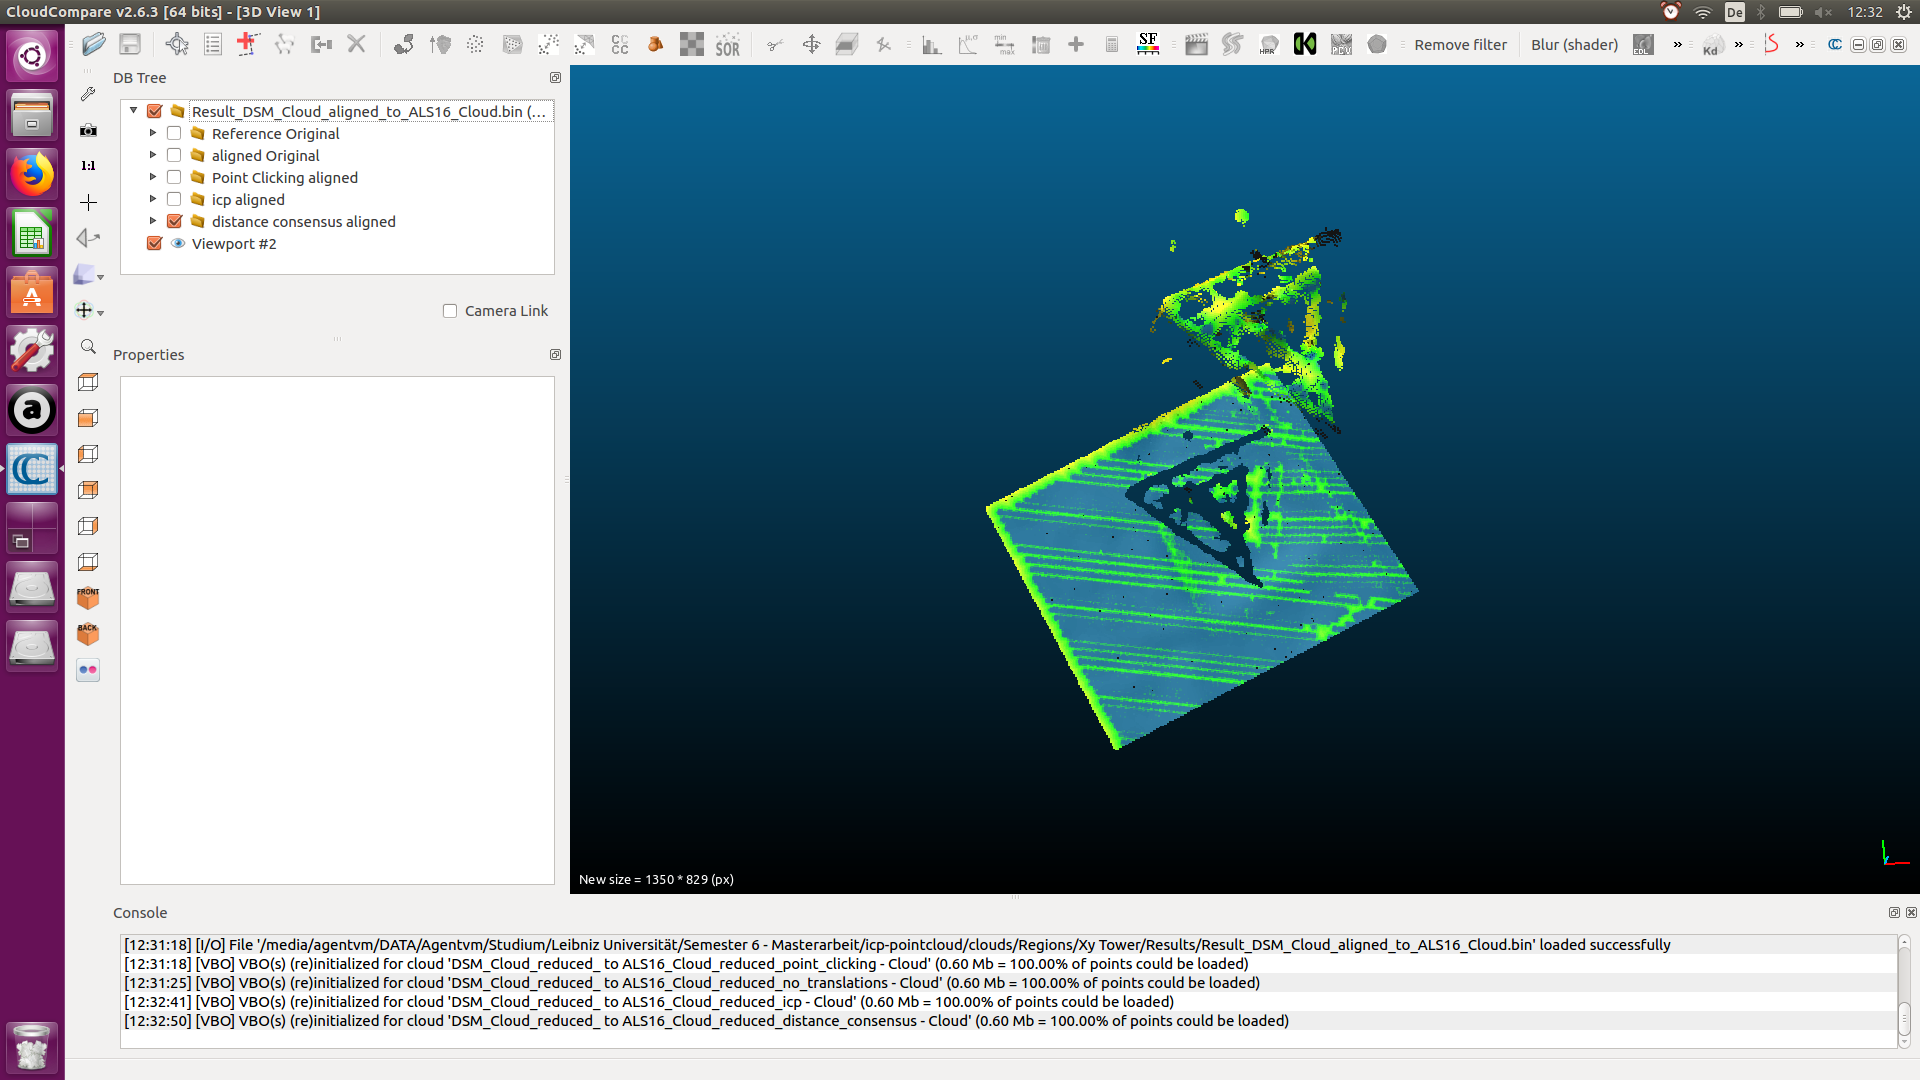 CloudCompare v2.6.3 [64 bits] - [3D View 1]
De
12:32
SOR
SF
HPR
PCV
Remove filter
Blur (shader)
EDL
»
Kd
»
»
DB Tree
Result_DSM_Cloud_aligned_to_ALS16_Cloud.bin (...
Reference Original
aligned Original
Point Clicking aligned
icp aligned
distance consensus aligned
Viewport #2
Camera Link
1:1
Properties
FRONT
BACK
New size = 1350 * 829 (px)
Console
[12:31:18] [I/O] File '/media/agentvm/DATA/Agentvm/Studium/Leibniz Universität/Semester 6 - Masterarbeit/icp-pointcloud/clouds/Regions/Xy Tower/Results/Result_DSM_Cloud_aligned_to_ALS16_Cloud.bin' loaded successfully
[12:31:18] [VBO] VBO(s) (re)initialized for cloud 'DSM_Cloud_reduced_ to ALS16_Cloud_reduced_point_clicking - Cloud' (0.60 Mb = 100.00% of points could be loaded)
[12:31:25] [VBO] VBO(s) (re)initialized for cloud 'DSM_Cloud_reduced_ to ALS16_Cloud_reduced_no_translations - Cloud' (0.60 Mb = 100.00% of points could be loaded)
[12:32:41] [VBO] VBO(s) (re)initialized for cloud 'DSM_Cloud_reduced_ to ALS16_Cloud_reduced_icp - Cloud' (0.60 Mb = 100.00% of points could be loaded)
[12:32:50] [VBO] VBO(s) (re)initialized for cloud 'DSM_Cloud_reduced_ to ALS16_Cloud_reduced_distance_consensus - Cloud' (0.60 Mb = 100.00% of points could be loaded)